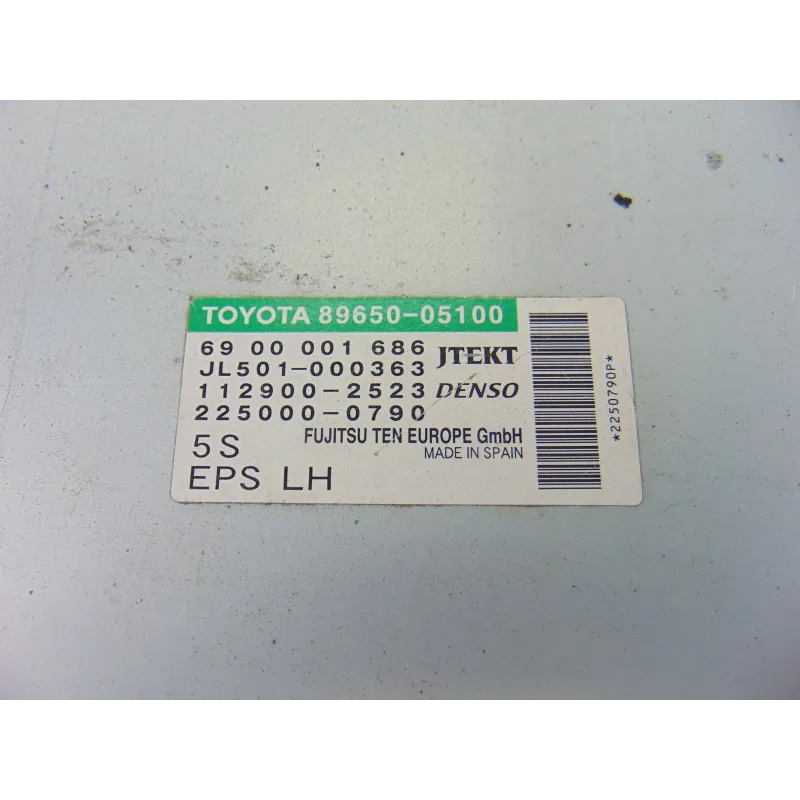 TOYOTA 89650-05100
69 00 001 686 JTEKT
JL501-000363
112900-2523 DENSO
225000-0790
5S FUJITSU TEN EUROPE GmbH
MADE IN SPAIN
EPS LH
*2250790P*